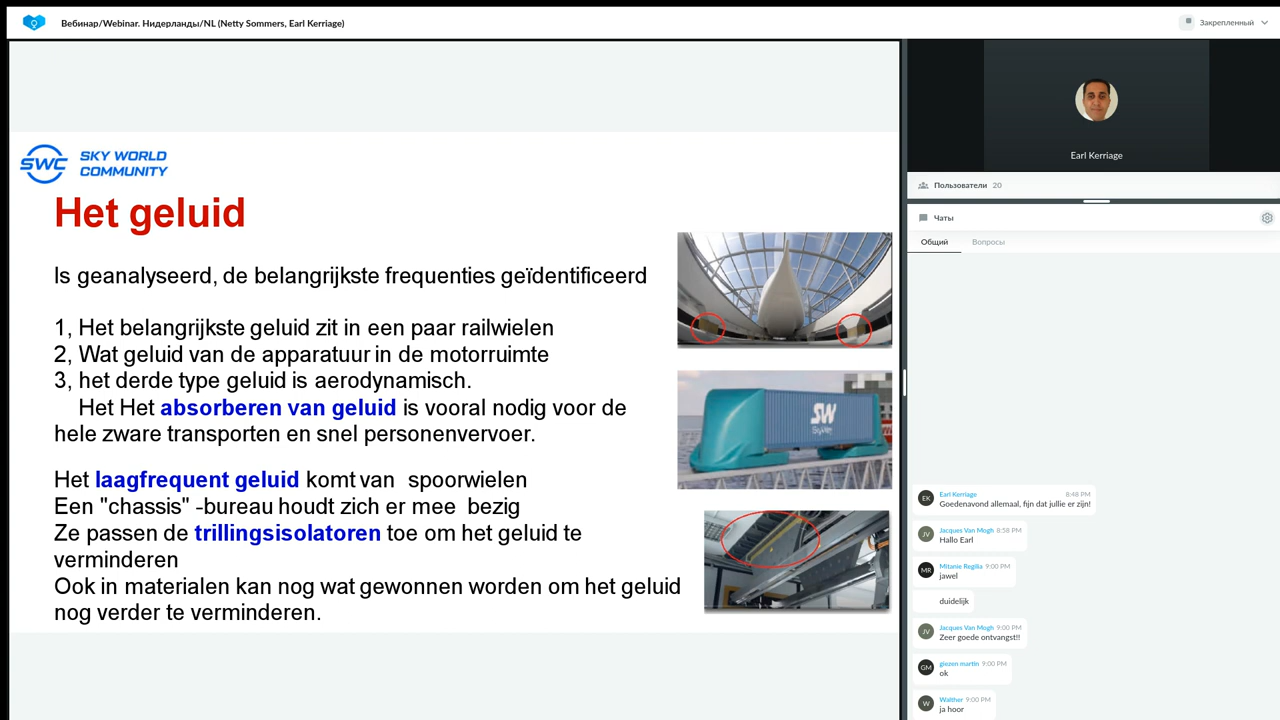 Вебинар/Webinar. Нидерланды/NL (Netty Sommers, Earl Kerriage)
Закрепленный
SWC
SKY WORLD
COMMUNITY
Het geluid
Is geanalyseerd, de belangrijkste frequenties geïdentificeerd
1, Het belangrijkste geluid zit in een paar railwielen
2, Wat geluid van de apparatuur in de motorruimte
3, het derde type geluid is aerodynamisch.
Het Het absorberen van geluid is vooral nodig voor de
hele zware transporten en snel personenvervoer.
Het laagfrequent geluid komt van spoorwielen
Een "chassis" -bureau houdt zich er mee bezig
Ze passen de trillingsisolatoren toe om het geluid te
verminderen
Ook in materialen kan nog wat gewonnen worden om het geluid
nog verder te verminderen.
SW
SkyWay
Earl Kerriage
Пользователи 20
Чаты
Общий Вопросы
EK
Earl Kerriage 8:48 PM
Goedenavond allemaal, fijn dat jullie er zijn!
JV
Jacques Van Mogh 8:58 PM
Hallo Earl
MR
Mitanie Regilia 9:00 PM
jawel
duidelijk
JV
Jacques Van Mogh 9:00 PM
Zeer goede ontvangst!!
GM
giezen martin 9:00 PM
ok
W
Walther 9:00 PM
ja hoor